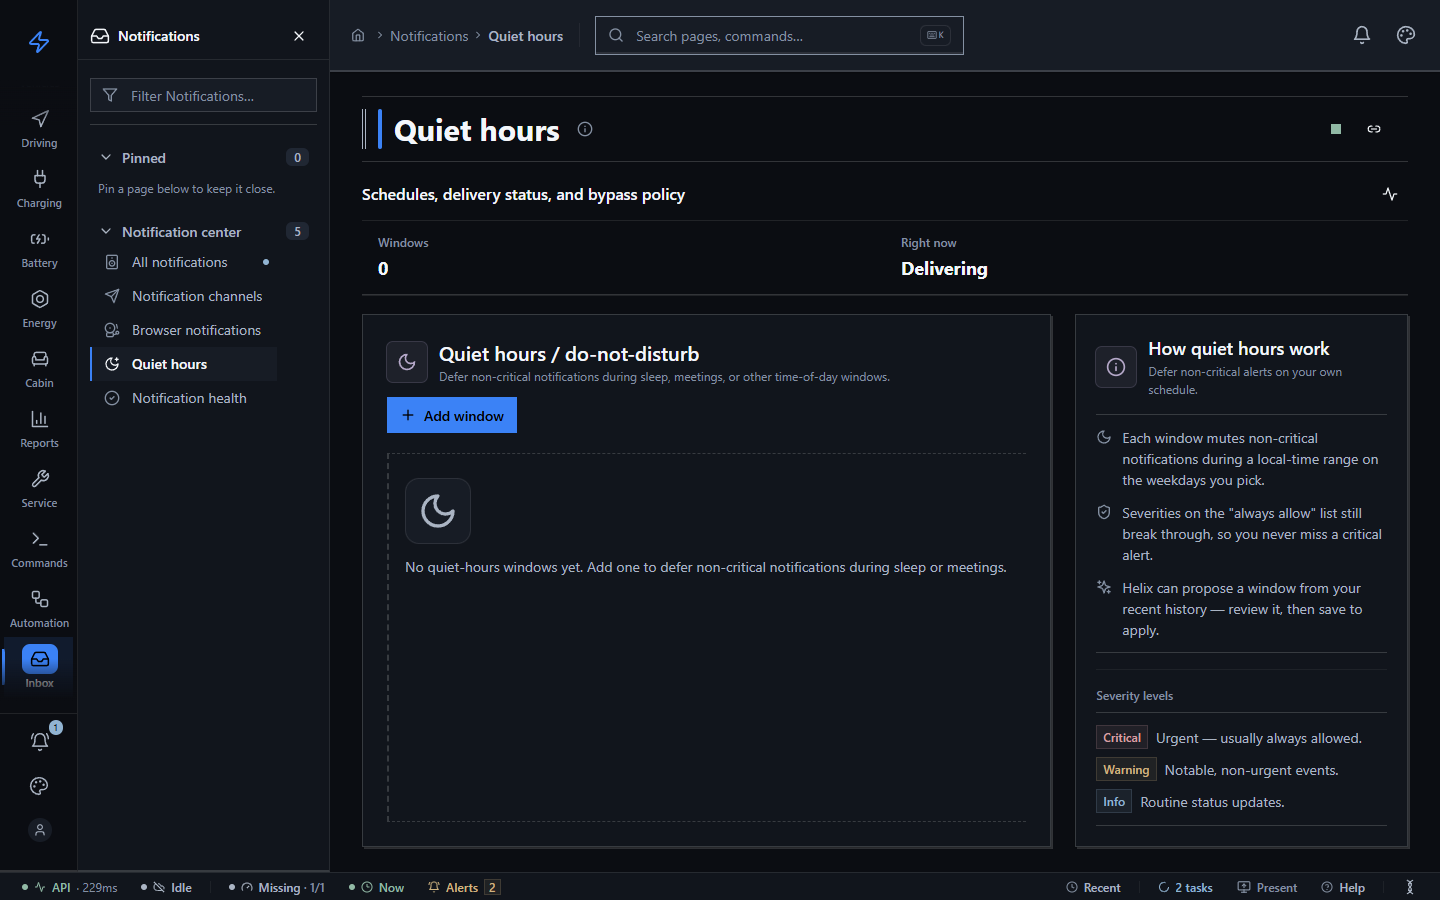 Notifications
Notifications
Quiet hours
Search pages, commands...
K
Filter Notifications...
Driving
Charging
Battery
Energy
Cabin
Reports
Service
Commands
Automation
Inbox
1
Pinned
0
Pin a page below to keep it close.
Notification center
5
All notifications
Notification channels
Browser notifications
Quiet hours
Notification health
Quiet hours
Schedules, delivery status, and bypass policy
Windows
0
Right now
Delivering
Quiet hours / do-not-disturb
Defer non-critical notifications during sleep, meetings, or other time-of-day windows.
Add window
No quiet-hours windows yet. Add one to defer non-critical notifications during sleep or meetings.
How quiet hours work
Defer non-critical alerts on your own
schedule.
Each window mutes non-critical
notifications during a local-time range on
the weekdays you pick.
Severities on the "always allow" list still
break through, so you never miss a critical
alert.
Helix can propose a window from your
recent history — review it, then save to
apply.
Severity levels
Critical Urgent — usually always allowed.
Warning Notable, non-urgent events.
Info Routine status updates.
API · 229ms
Idle
Missing · 1/1
Now
Alerts 2
Recent
2 tasks
Present
Help